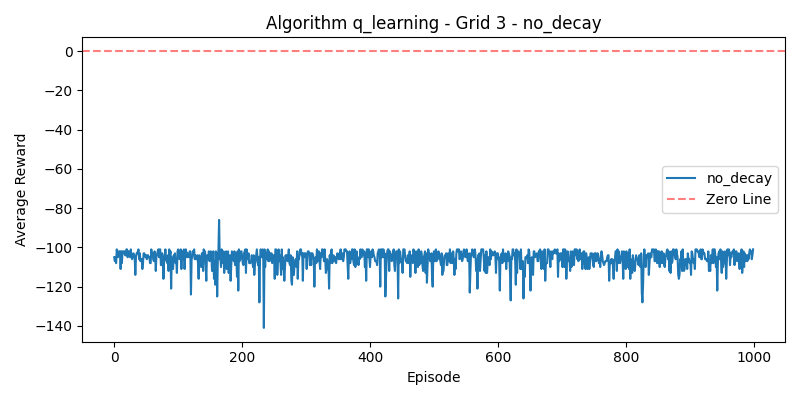 Algorithm q_learning - Grid 3 - no_decay
Average Reward
0
−20
−40
−60
−80
−100
−120
−140
no_decay
Zero Line
0
200
400
600
800
1000
Episode